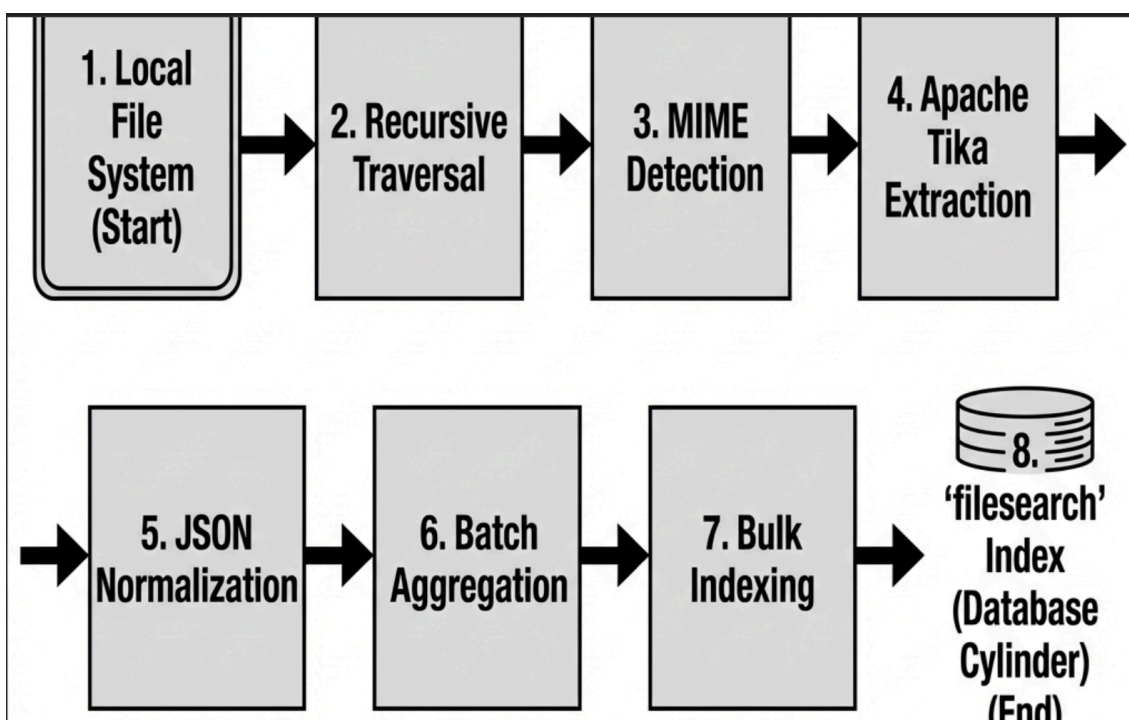 1. Local
File
System
(Start)
2. Recursive
Traversal
3. MIME
Detection
4. Apache
Tika
Extraction
5. JSON
Normalization
6. Batch
Aggregation
7. Bulk
Indexing
8.
‘filesearch’
Index
(Database
Cylinder)
(End)